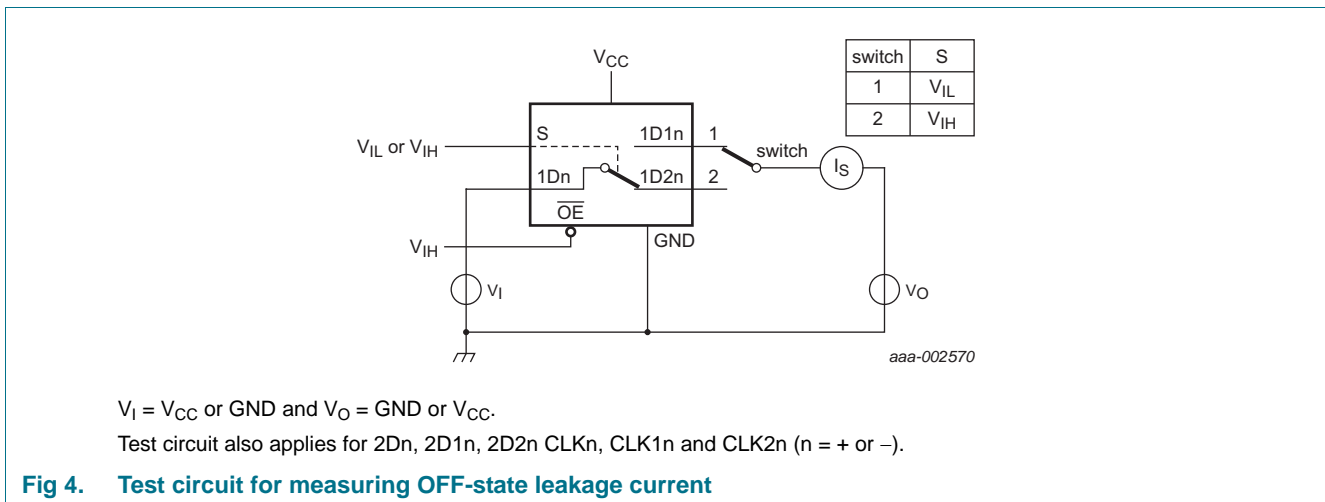 VCC
switch S
1 VIL
2 VIH
S
1D1n
1
switch
VIL or VIH
IS
1Dn
1D2n
2
OE
VIH
GND
VI
VO
aaa-002570
VI = VCC or GND and VO = GND or VCC.
Test circuit also applies for 2Dn, 2D1n, 2D2n CLKn, CLK1n and CLK2n (n = + or −).
Fig 4. Test circuit for measuring OFF-state leakage current